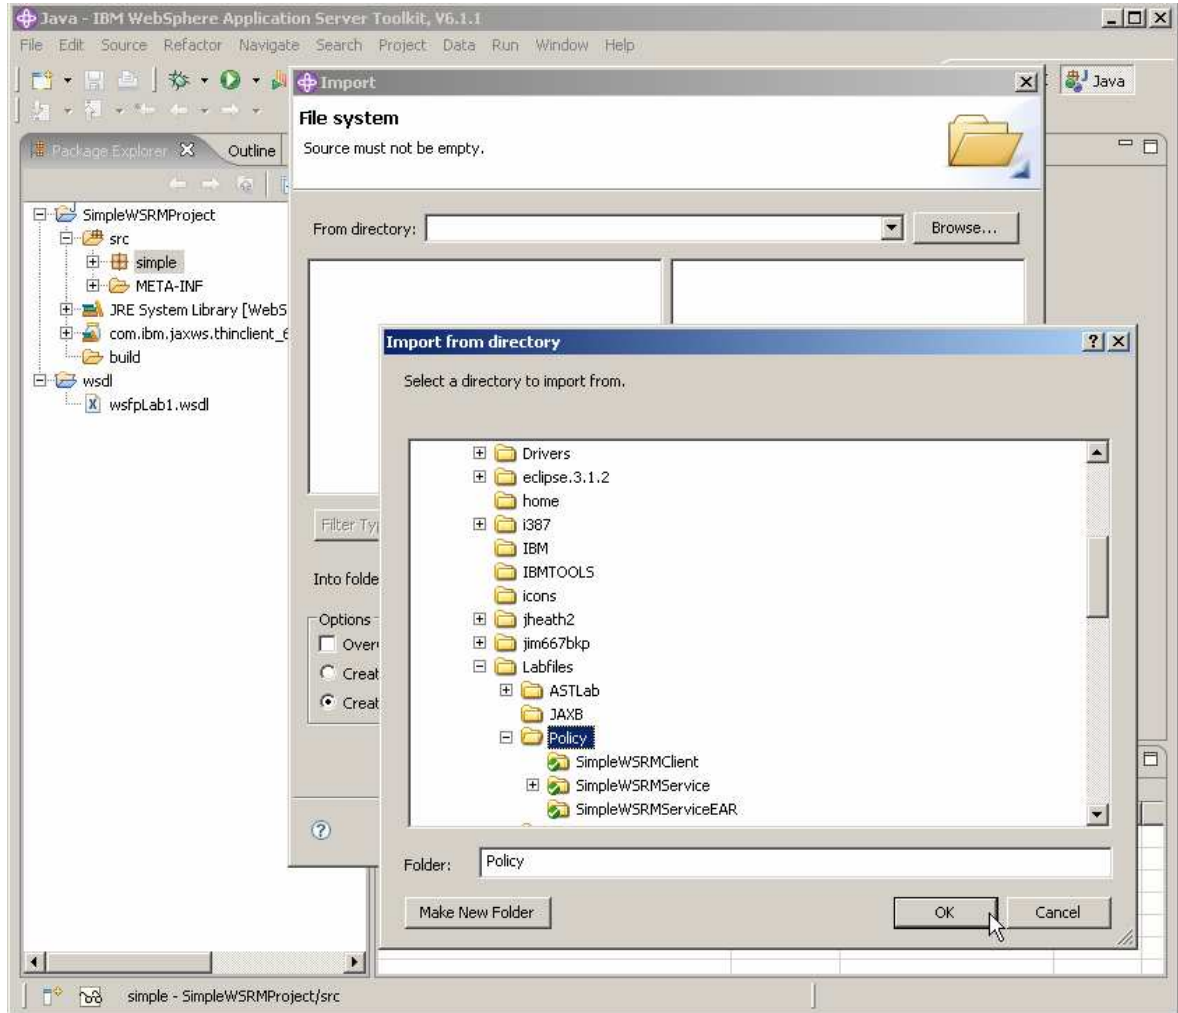 Java - IBM WebSphere Application Server Toolkit, V6.1.1
File Edit Source Refactor Navigate Search Project Data Run Window Help
Import
Java
File system
Source must not be empty.
Package Explorer
Outline
SimpleWSRMProject
src
simple
META-INF
JRE System Library [WebS
com.ibm.jaxws.thinclient_6
build
wsdl
wsfpLab1.wsdl
From directory:
Browse...
Import from directory
Select a directory to import from.
Drivers
eclipse.3.1.2
home
i387
IBM
IBMTOOLS
icons
jheath2
jim667bkp
Labfiles
ASTLab
JAXB
Policy
SimpleWSRMClient
SimpleWSRMService
SimpleWSRMServiceEAR
Filter Ty
Into folde
Options
Over
Creat
Creat
Folder: Policy
Make New Folder
OK
Cancel
simple - SimpleWSRMProject/src